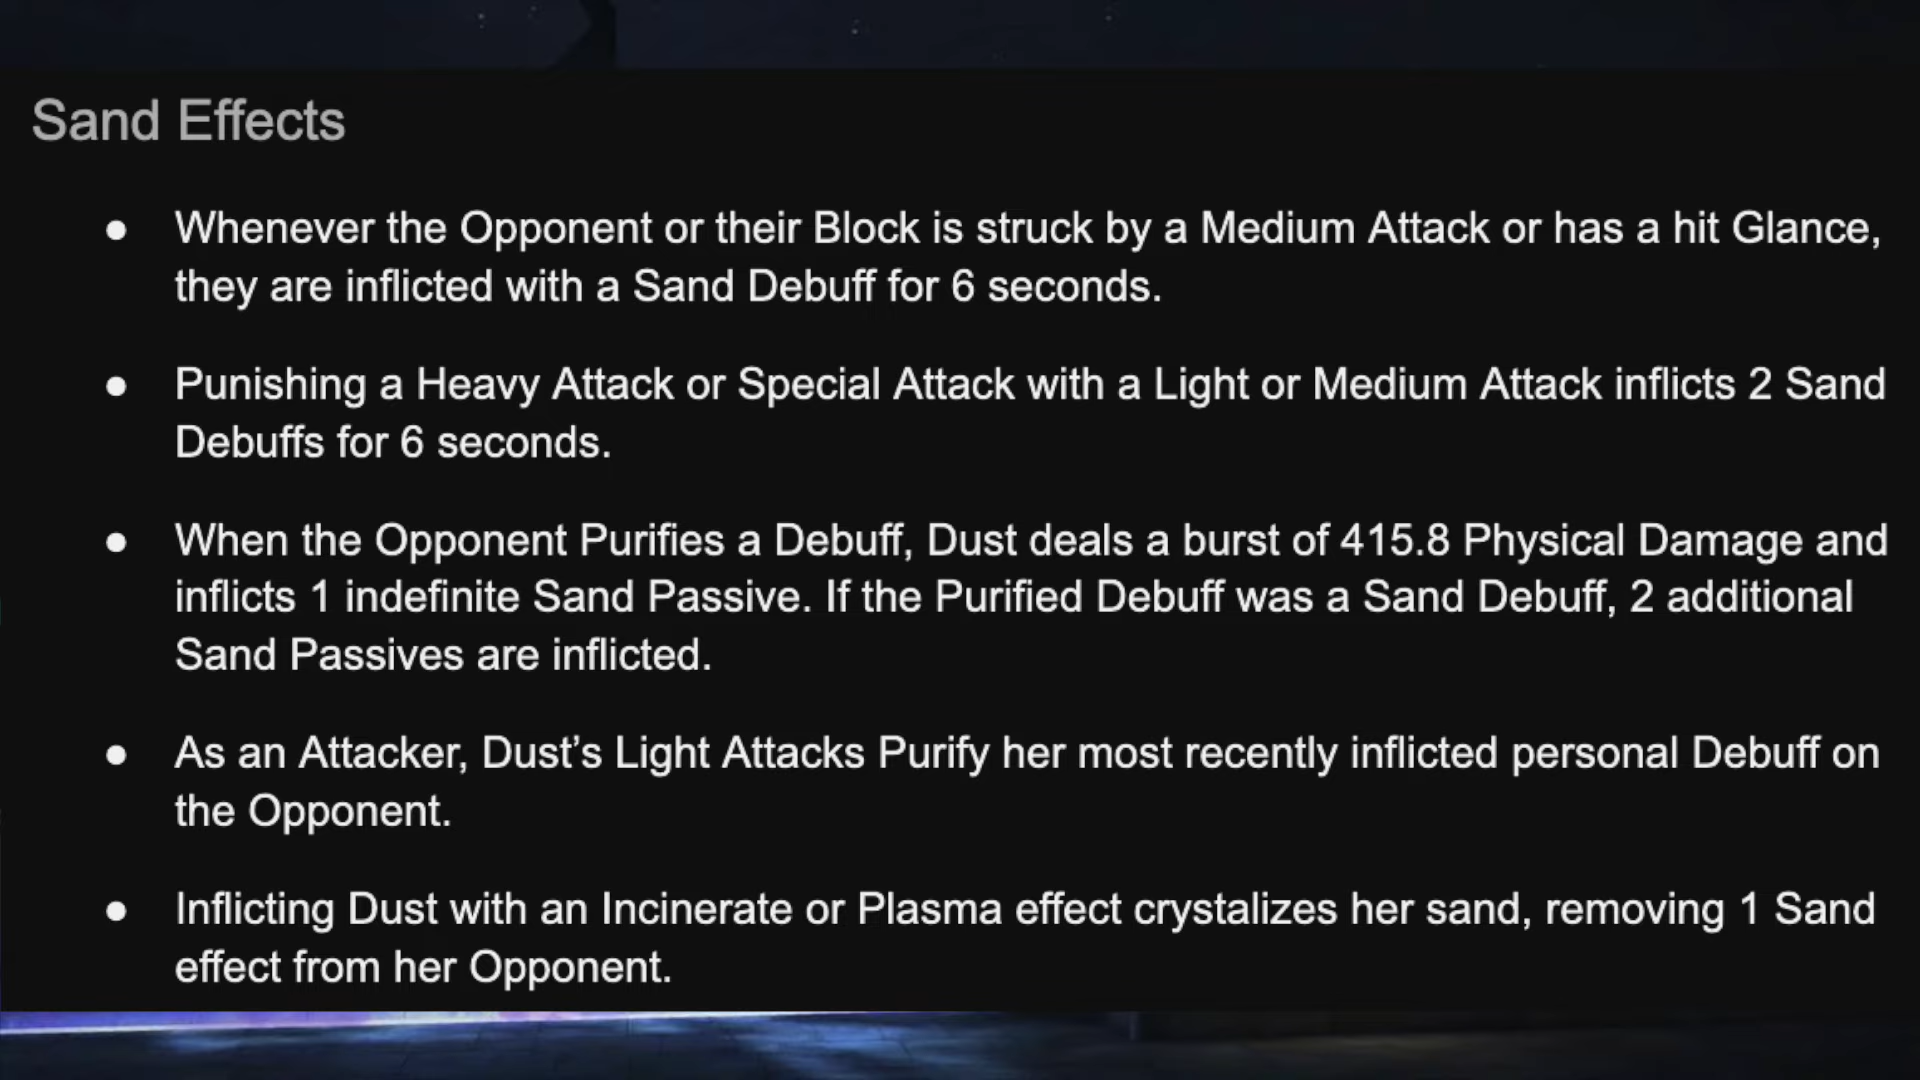 Sand Effects
● Whenever the Opponent or their Block is struck by a Medium Attack or has a hit Glance,
they are inflicted with a Sand Debuff for 6 seconds.
● Punishing a Heavy Attack or Special Attack with a Light or Medium Attack inflicts 2 Sand
Debuffs for 6 seconds.
● When the Opponent Purifies a Debuff, Dust deals a burst of 415.8 Physical Damage and
inflicts 1 indefinite Sand Passive. If the Purified Debuff was a Sand Debuff, 2 additional
Sand Passives are inflicted.
● As an Attacker, Dust’s Light Attacks Purify her most recently inflicted personal Debuff on
the Opponent.
● Inflicting Dust with an Incinerate or Plasma effect crystalizes her sand, removing 1 Sand
effect from her Opponent.